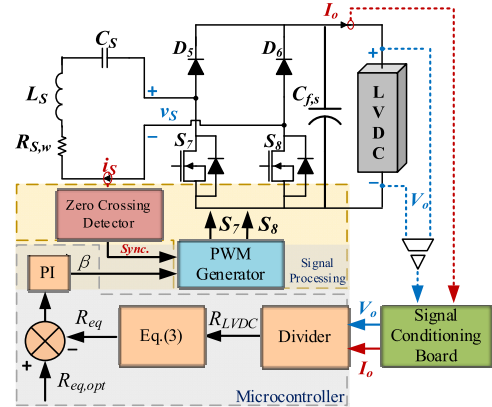 I_o
C_S
D_5
D_6
+
L_S
+
v_S
C_f,s
LVDC
R_S,w
−
S_7
S_8
−
i_S
V_o
Zero Crossing Detector
S_7 S_8
Sync.
PWM Generator
Signal Processing
PI
β
R_eq
Eq.(3)
R_LVDC
Divider
V_o
I_o
Signal Conditioning Board
+
−
R_eq,opt
Microcontroller